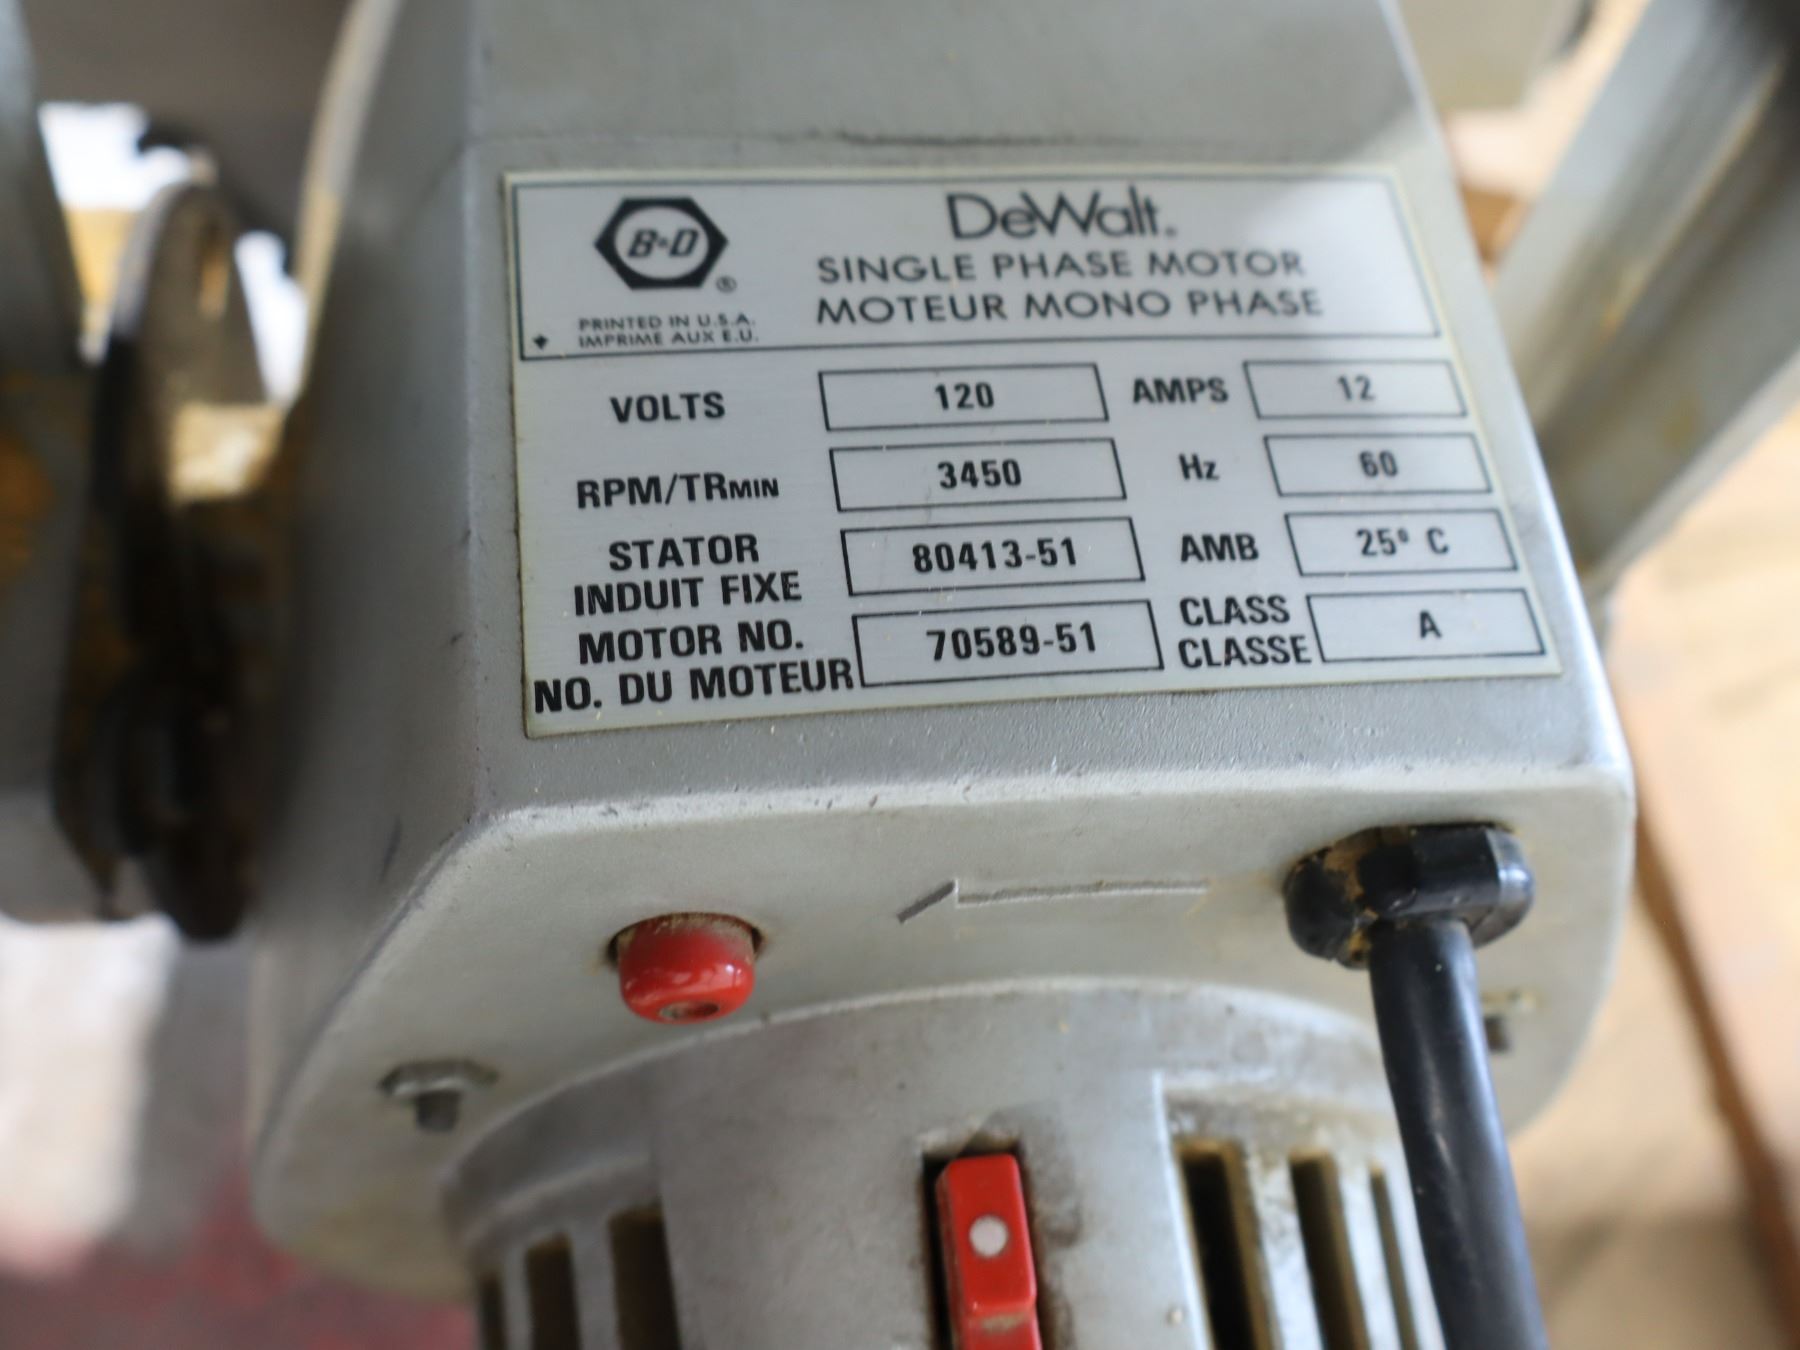 B&D ®
PRINTED IN U.S.A.
IMPRIME AUX E.U.
DeWalt.
SINGLE PHASE MOTOR
MOTEUR MONO PHASE
VOLTS 120 AMPS 12
RPM/TRMIN 3450 Hz 60
STATOR
INDUIT FIXE 80413-51 AMB 25° C
MOTOR NO.
NO. DU MOTEUR 70589-51 CLASS
CLASSE A